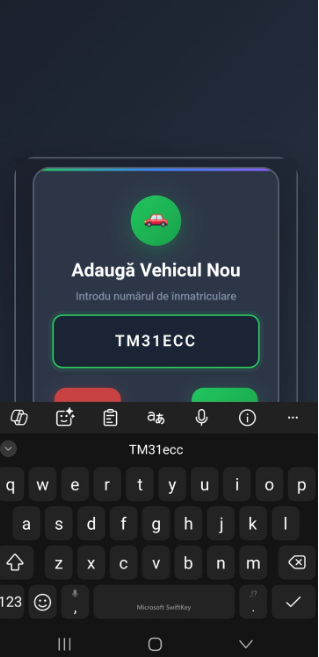 Adaugă Vehicul Nou
Introdu numărul de înmatriculare
TM31ECC
TM31ecc
q w e r t y u i o p
a s d f g h j k l
z x c v b n m
123 , Microsoft SwiftKey !? .